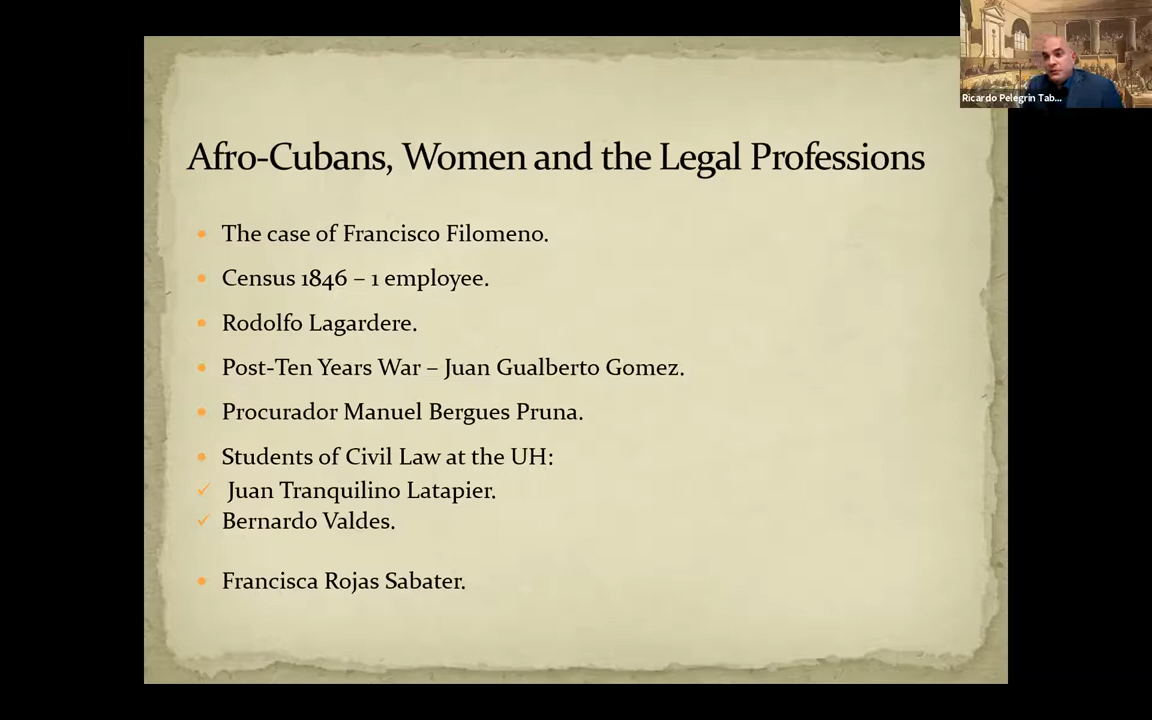 Ricardo Pelegrin Tab...
Afro-Cubans, Women and the Legal Professions
The case of Francisco Filomeno.
Census 1846 – 1 employee.
Rodolfo Lagardere.
Post-Ten Years War – Juan Gualberto Gomez.
Procurador Manuel Bergues Pruna.
Students of Civil Law at the UH:
Juan Tranquilino Latapier.
Bernardo Valdes.
Francisca Rojas Sabater.